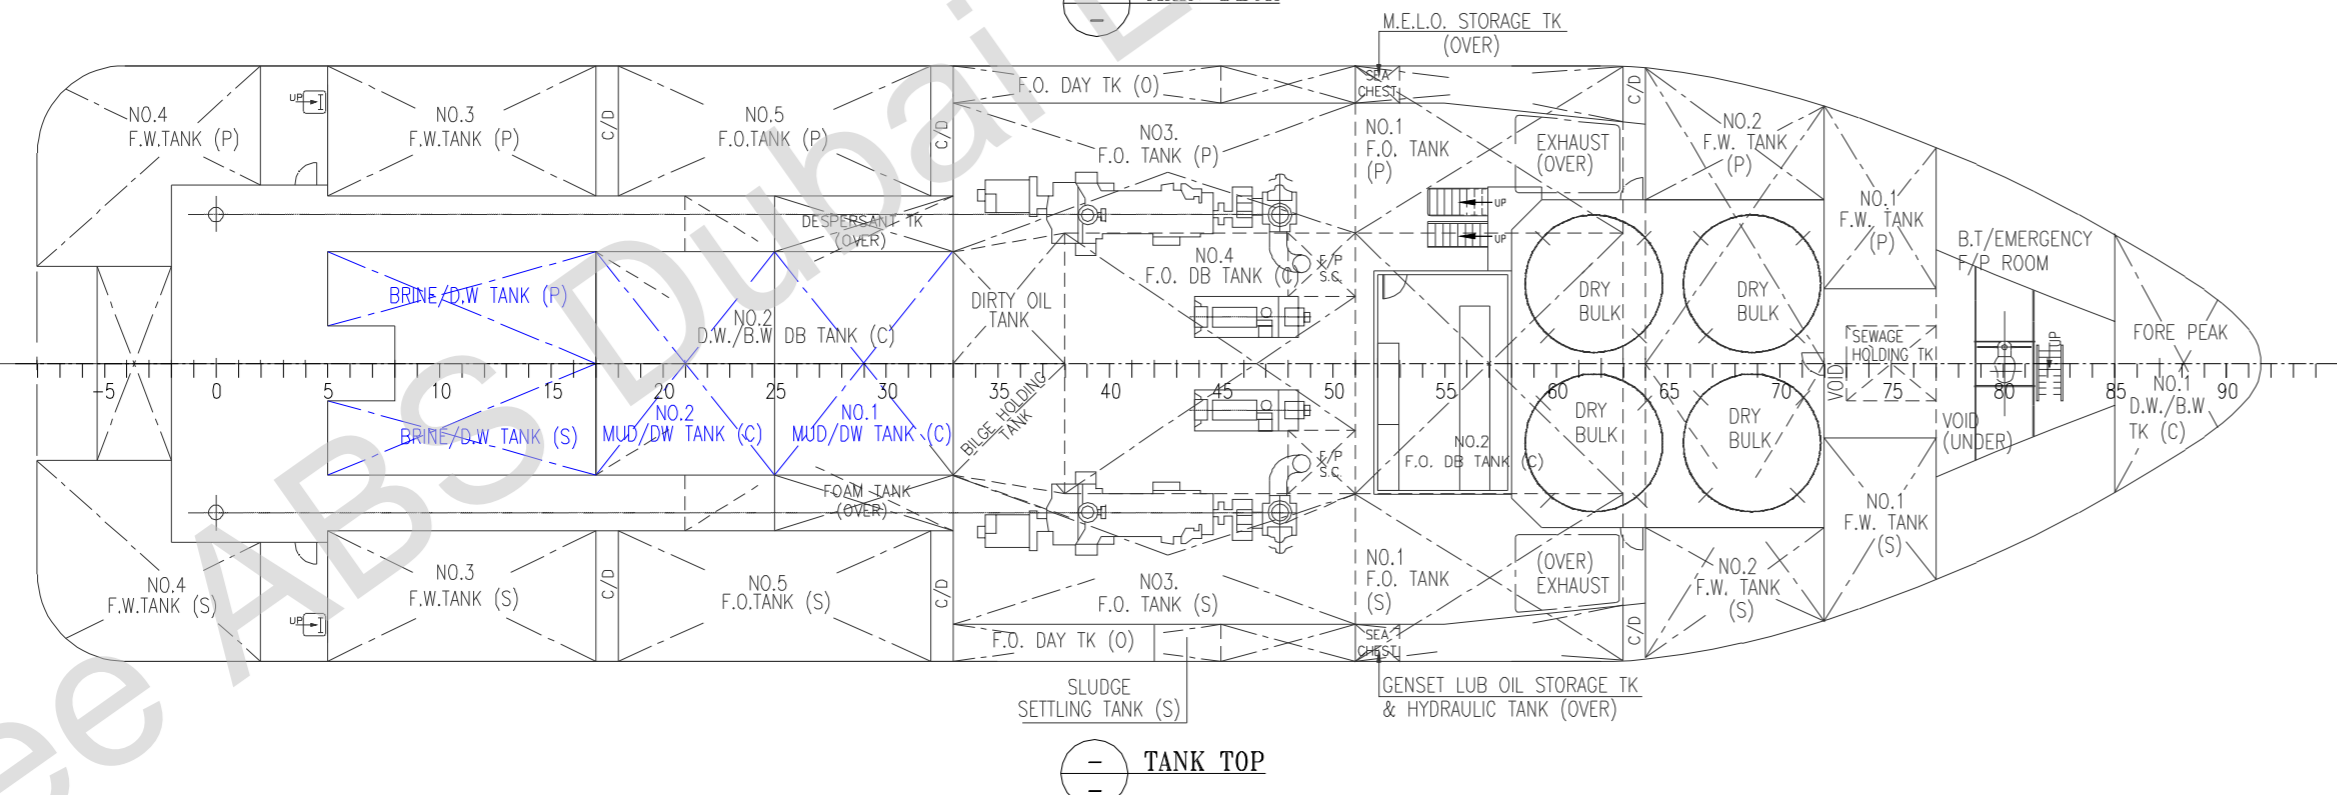 M.E.L.O. STORAGE TK
(OVER)
SEA
CHEST
F.O. DAY TK (O)
C/D
NO.4
F.W.TANK (P)
UP
NO.3
F.W.TANK (P)
C/D
NO.5
F.O.TANK (P)
C/D
NO3.
F.O. TANK (P)
NO.1
F.O. TANK
(P)
EXHAUST
(OVER)
NO.2
F.W. TANK
(P)
NO.1
F.W. TANK
(P)
UP
UP
DESPERSANT TK
(OVER)
B.T/EMERGENCY
F/P ROOM
NO.4
F.O. DB TANK (C)
F/P
S.C.
BRINE/D.W TANK (P)
DIRTY OIL
TANK
DRY
BULK
DRY
BULK
NO.2
D.W./B.W DB TANK (C)
SEWAGE
HOLDING TK
UP
FORE PEAK
-5 0 5 10 15 20 25 30 35 40 45 50 55 60 65 70 75 80 85 90
VOID
NO.1
D.W./B.W
TK (C)
BRINE/D.W TANK (S)
NO.2
MUD/DW TANK (C)
NO.1
MUD/DW TANK (C)
BILGE HOLDING
TANK
NO.2
F.O. DB TANK (C)
DRY
BULK
DRY
BULK
VOID
(UNDER)
F/P
S.C.
FOAM TANK
(OVER)
NO.1
F.W. TANK
(S)
NO.4
F.W.TANK (S)
UP
NO.3
F.W.TANK (S)
C/D
NO.5
F.O.TANK (S)
C/D
NO3.
F.O. TANK (S)
NO.1
F.O. TANK
(S)
(OVER)
EXHAUST
NO.2
F.W. TANK
(S)
C/D
F.O. DAY TK (O)
SEA
CHEST
SLUDGE
SETTLING TANK (S)
GENSET LUB OIL STORAGE TK
& HYDRAULIC TANK (OVER)
TANK TOP
ee ABS Dubai